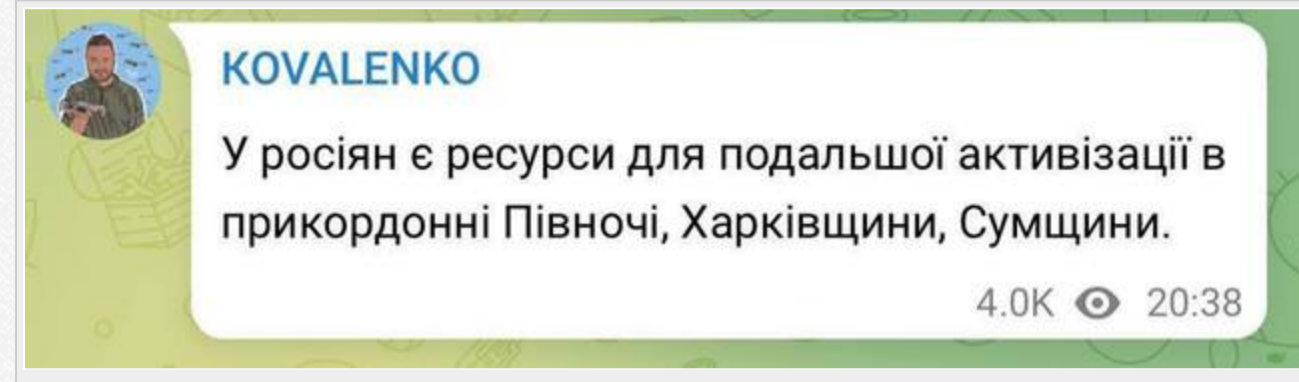 KOVALENKO
У росіян є ресурси для подальшої активізації в
прикордонні Півночі, Харківщини, Сумщини.
4.0K 20:38